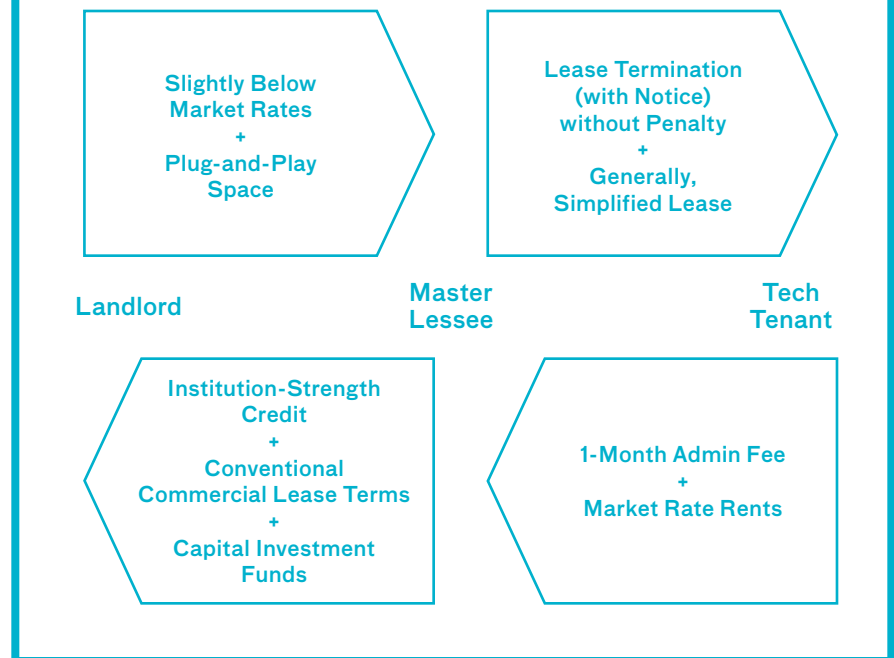 Slightly Below
Market Rates
+
Plug-and-Play
Space
Lease Termination
(with Notice)
without Penalty
+
Generally,
Simplified Lease
Landlord
Master
Lessee
Tech
Tenant
Institution-Strength
Credit
+
Conventional
Commercial Lease Terms
+
Capital Investment
Funds
1-Month Admin Fee
+
Market Rate Rents